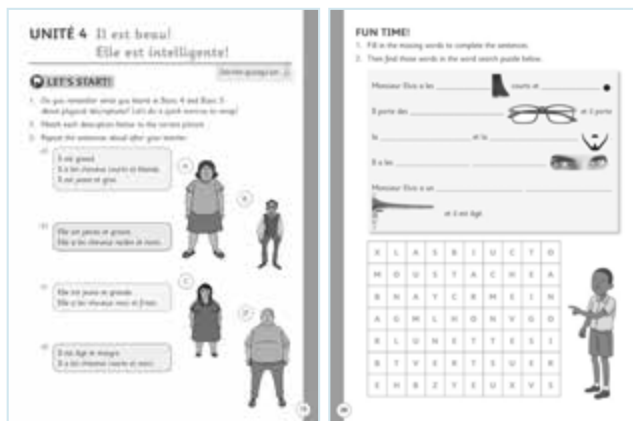 UNITÉ 4 Il est beau!
Elle est intelligente!
LET'S START!
1. Do you remember what you learnt in Book 4 and Book 5
about physical descriptions? Let's do a quick exercise to recap!
2. Match each description below to the correct picture.
3. Repeat the sentences aloud after your teacher.
a)
Il est grand.
Il a les cheveux courts et blonds.
Il est jeune et gros.
A
B
b)
Elle est petite et grosse.
Elle a les cheveux raides et noirs.
C
c)
Elle est jeune et grande.
Elle a les cheveux noirs et frisés.
D
d)
Il est âgé et maigre.
Il a les cheveux courts et noirs.
FUN TIME!
1. Fill in the missing words to complete the sentences.
2. Then find those words in the word search puzzle below.
Monsieur Elvis a les courts et
Il porte des et il porte
la et la
Il a les
Monsieur Elvis a un
et il est âgé.
X L A S B I U C T O
M O U S T A C H E A
B N A Y C R M E I N
A G M L H O N V G D
R L U N E T T E S I
B T V E R T S U E R
E H B Z Y E U X V S